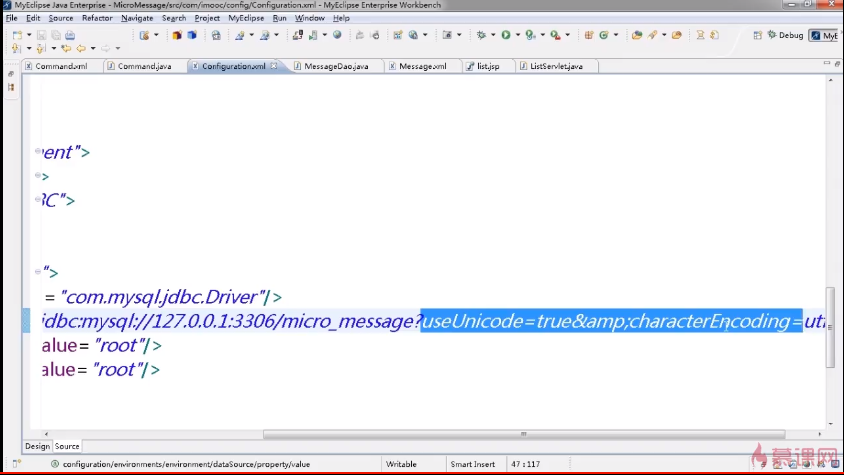 MyEclipse Java Enterprise - MicroMessage/src/com/imooc/config/Configuration.xml - MyEclipse Enterprise Workbench
File Edit Source Refactor Navigate Search Project MyEclipse Run Window Help
Debug MyEc
Command.xml Command.java Configuration.xml MessageDao.java Message.xml list.jsp ListServlet.java
ent">
>
BC">
">
= "com.mysql.jdbc.Driver"/>
jdbc:mysql://127.0.0.1:3306/micro_message?useUnicode=true&amp;characterEncoding=utf
alue= "root"/>
alue= "root"/>
Design Source
configuration/environments/environment/dataSource/property/value Writable Smart Insert 47 : 117
慕课网